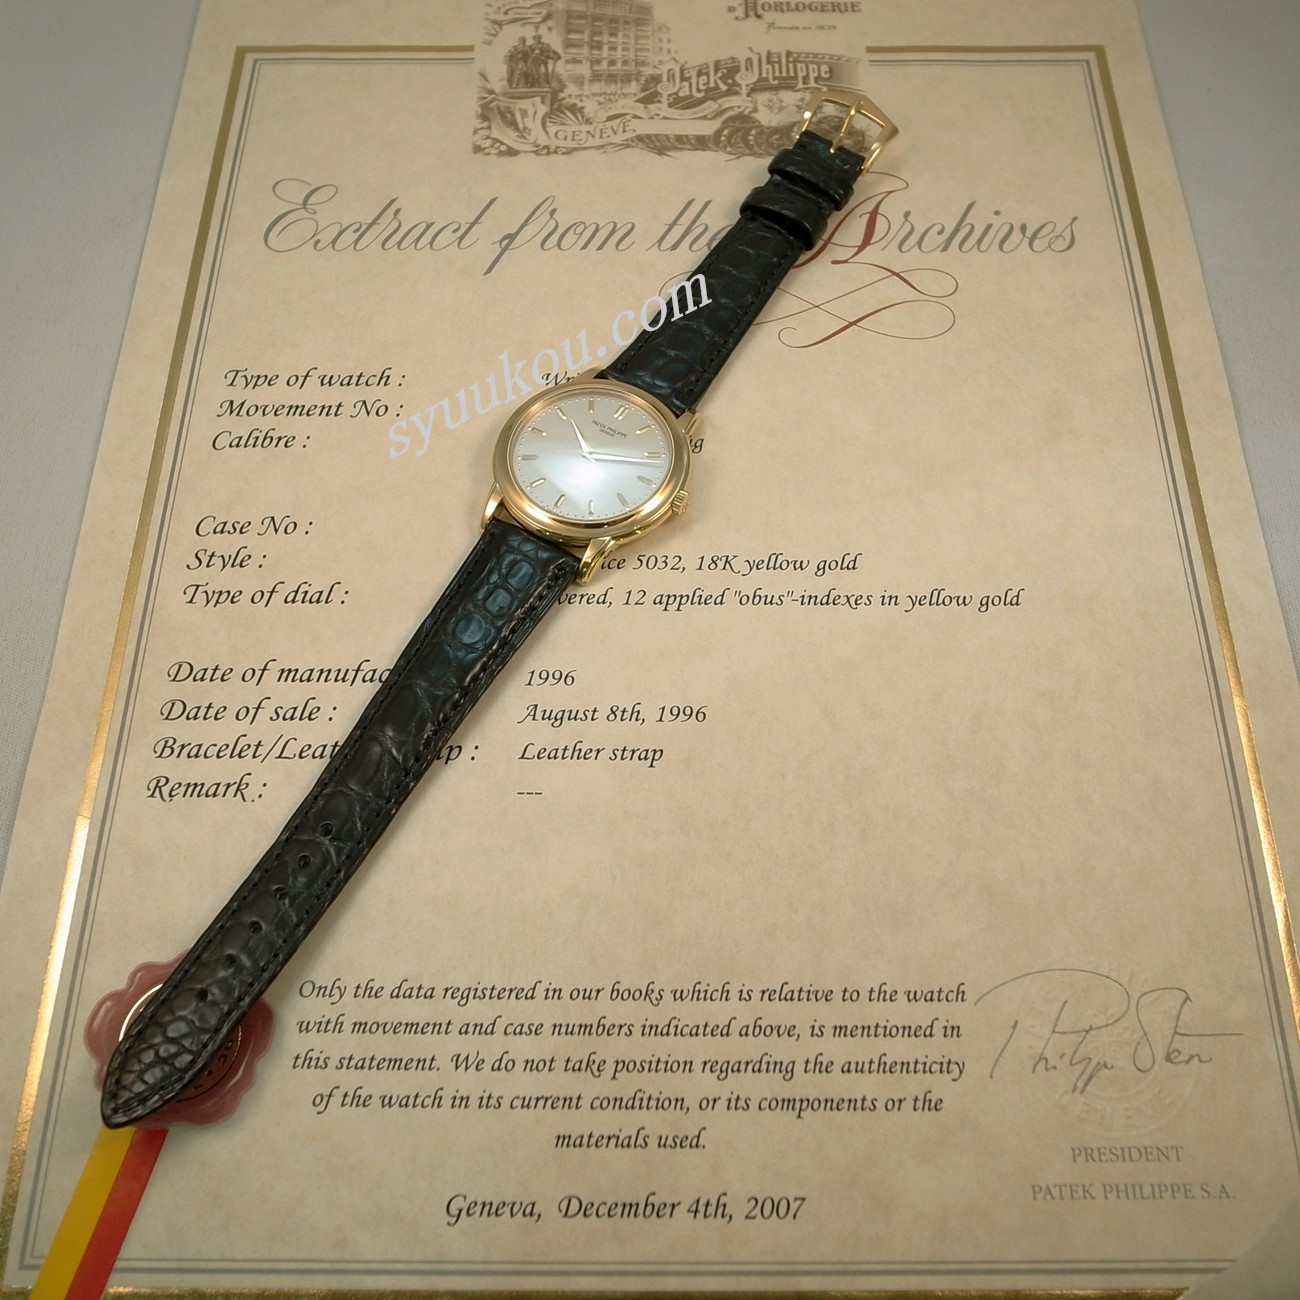 D'HORLOGERIE
Patek Philippe
GENÈVE
Extract from the Archives
syuukou.com
Type of watch :
Movement No :
Calibre :
PATEK PHILIPPE
GENEVE
Case No :
Style : 5032, 18K yellow gold
Type of dial : 12 applied "obus"-indexes in yellow gold
Date of manufac 1996
Date of sale : August 8th, 1996
Bracelet/Leat p : Leather strap
Remark : ---
Only the data registered in our books which is relative to the watch
with movement and case numbers indicated above, is mentioned in
this statement. We do not take position regarding the authenticity
of the watch in its current condition, or its components or the
materials used.
Philippe Stern
PRESIDENT
PATEK PHILIPPE S.A.
Geneva, December 4th, 2007